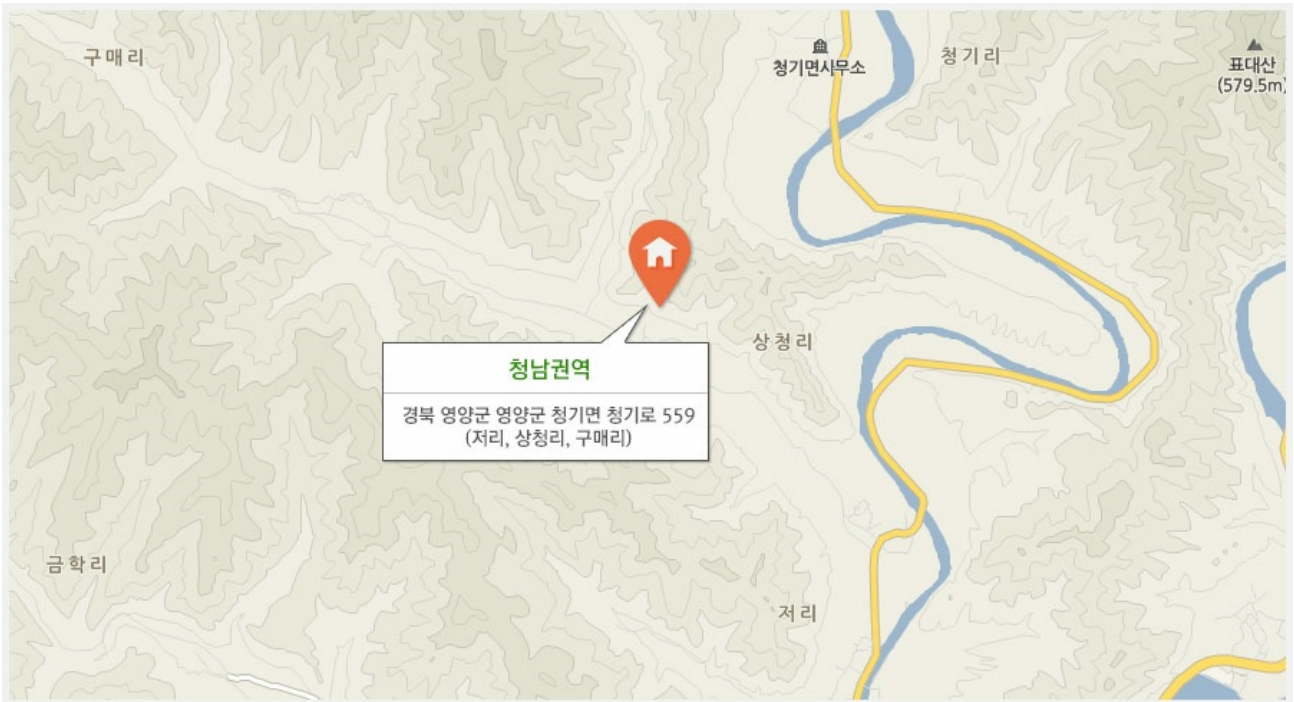 구매리
청기면사무소
청기리
표대산
(579.5m)
상청리
청남권역
경북 영양군 영양군 청기면 청기로 559
(저리, 상청리, 구매리)
금학리
저리